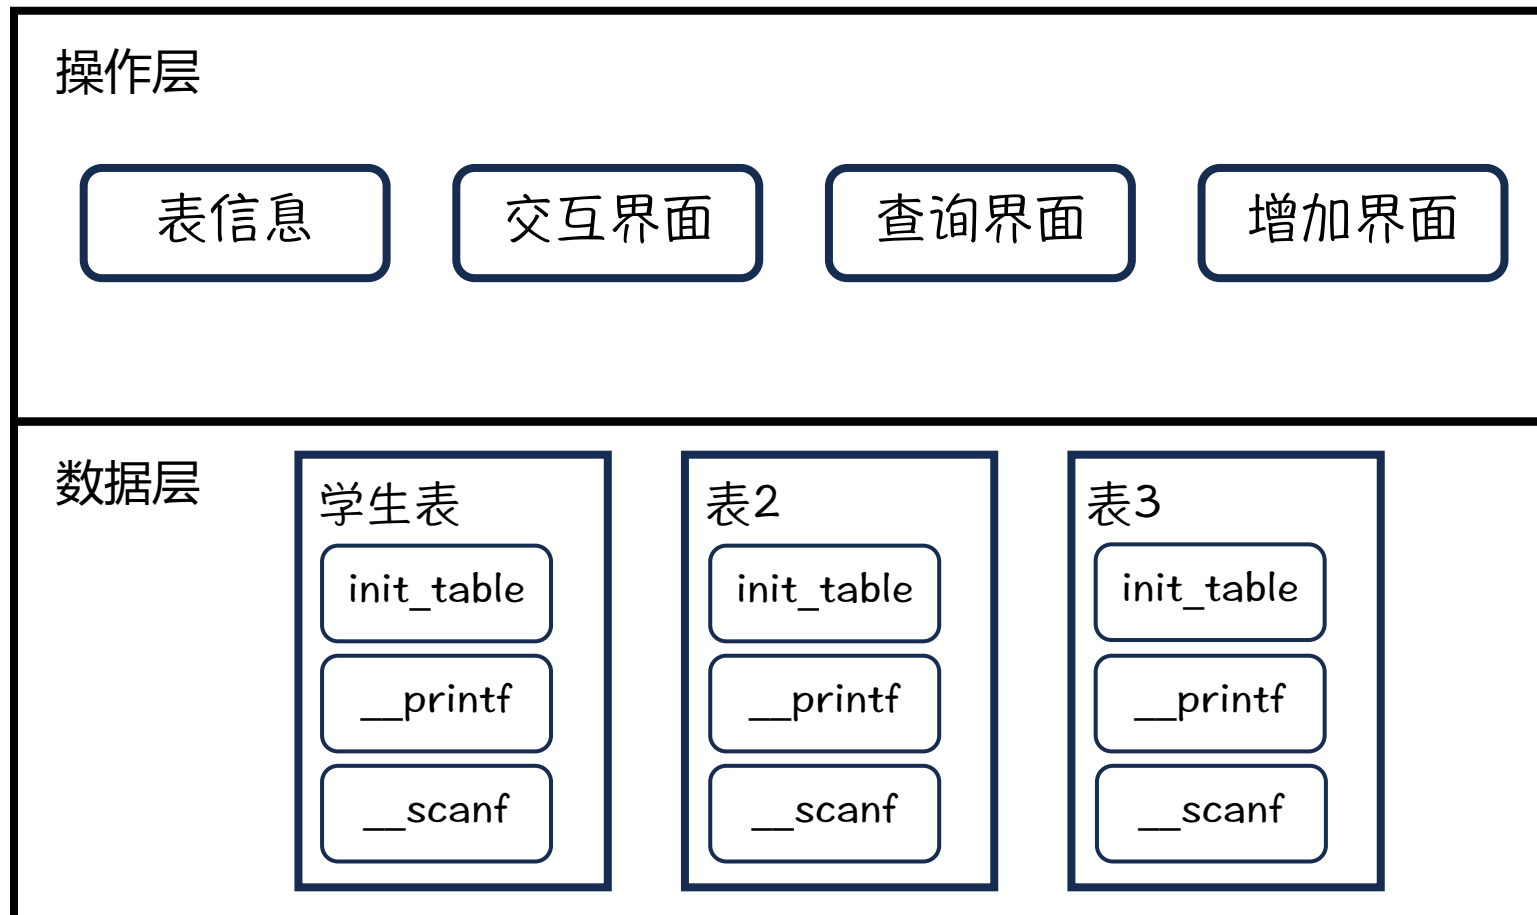 操作层
表信息
交互界面
查询界面
增加界面
数据层
学生表
init_table
__printf
__scanf
表2
init_table
__printf
__scanf
表3
init_table
__printf
__scanf